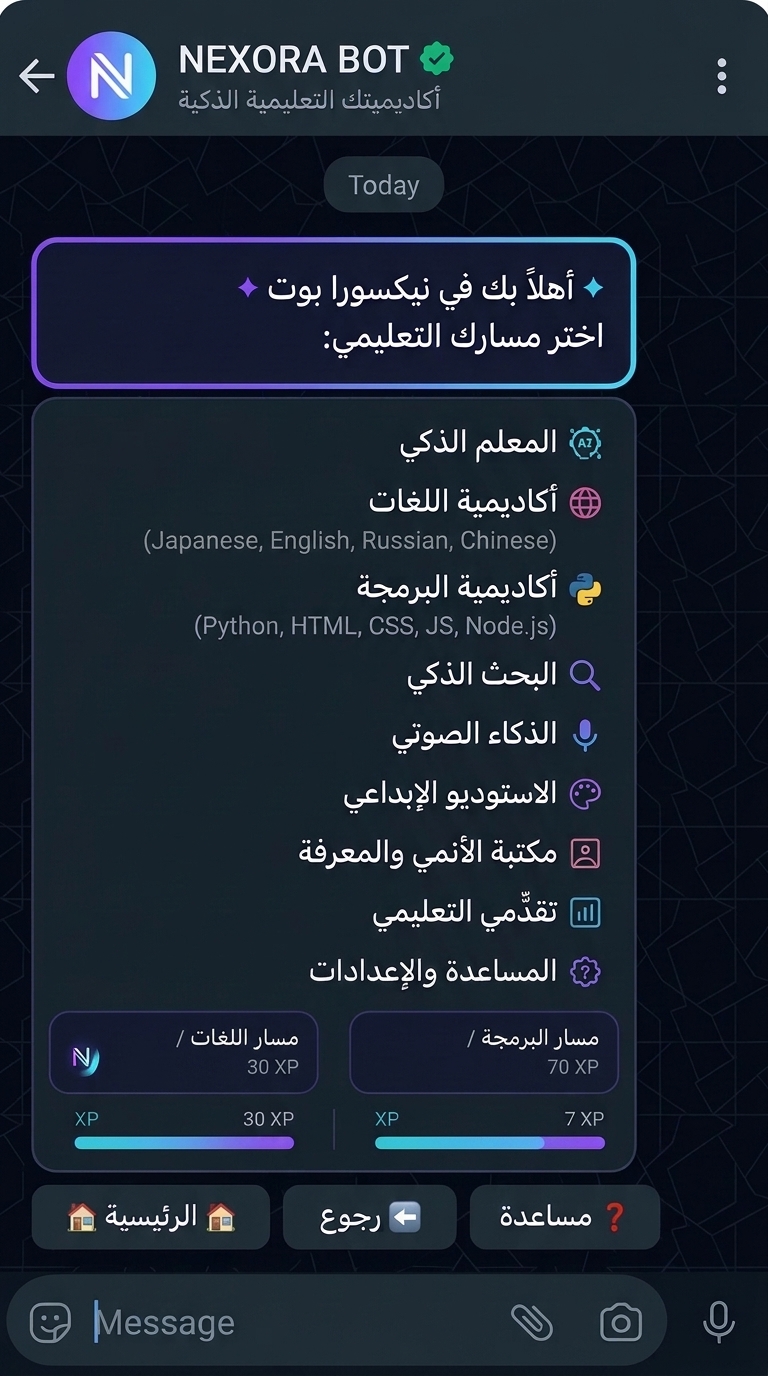 NEXORA BOT
أكاديميتك التعليمية الذكية
Today
أهلاً بك في نيكسورا بوت
اختر مسارك التعليمي:
المعلم الذكي
أكاديمية اللغات
(Japanese, English, Russian, Chinese)
أكاديمية البرمجة
(Python, HTML, CSS, JS, Node.js)
البحث الذكي
الذكاء الصوتي
الاستوديو الإبداعي
مكتبة الأنمي والمعرفة
تقدّمي التعليمي
المساعدة والإعدادات
مسار البرمجة /
70 XP
مسار اللغات /
30 XP
7 XP
XP
30 XP
XP
مساعدة
رجوع
الرئيسية
Message